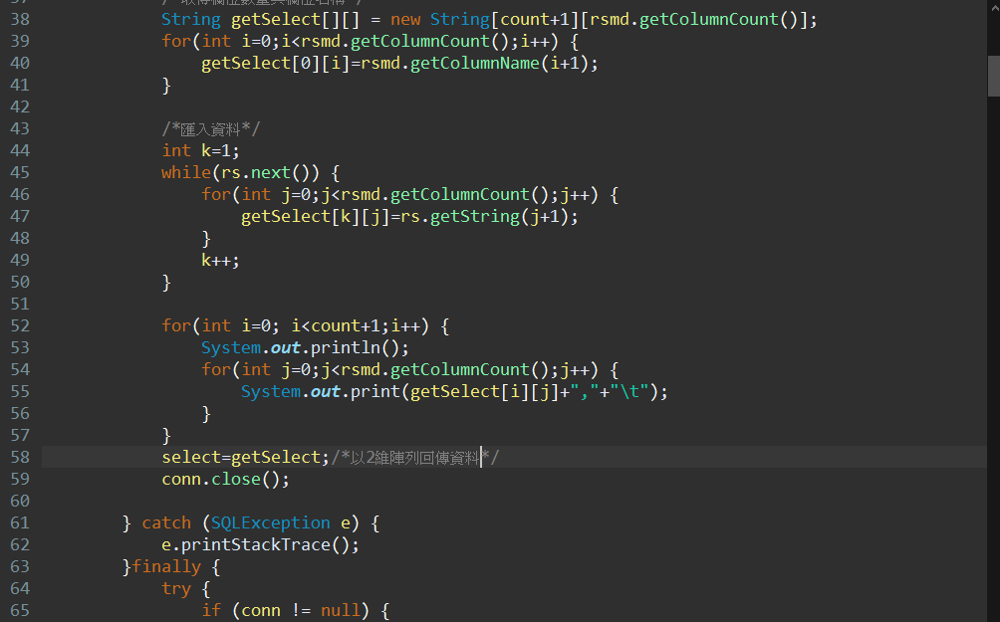 38 String getSelect[][] = new String[count+1][rsmd.getColumnCount()];
39 for(int i=0;i<rsmd.getColumnCount();i++) {
40 getSelect[0][i]=rsmd.getColumnName(i+1);
41 }
42
43 /*匯入資料*/
44 int k=1;
45 while(rs.next()) {
46 for(int j=0;j<rsmd.getColumnCount();j++) {
47 getSelect[k][j]=rs.getString(j+1);
48 }
49 k++;
50 }
51
52 for(int i=0; i<count+1;i++) {
53 System.out.println();
54 for(int j=0;j<rsmd.getColumnCount();j++) {
55 System.out.print(getSelect[i][j]+","+"\t");
56 }
57 }
58 select=getSelect;/*以2維陣列回傳資料*/
59 conn.close();
60
61 } catch (SQLException e) {
62 e.printStackTrace();
63 }finally {
64 try {
65 if (conn != null) {